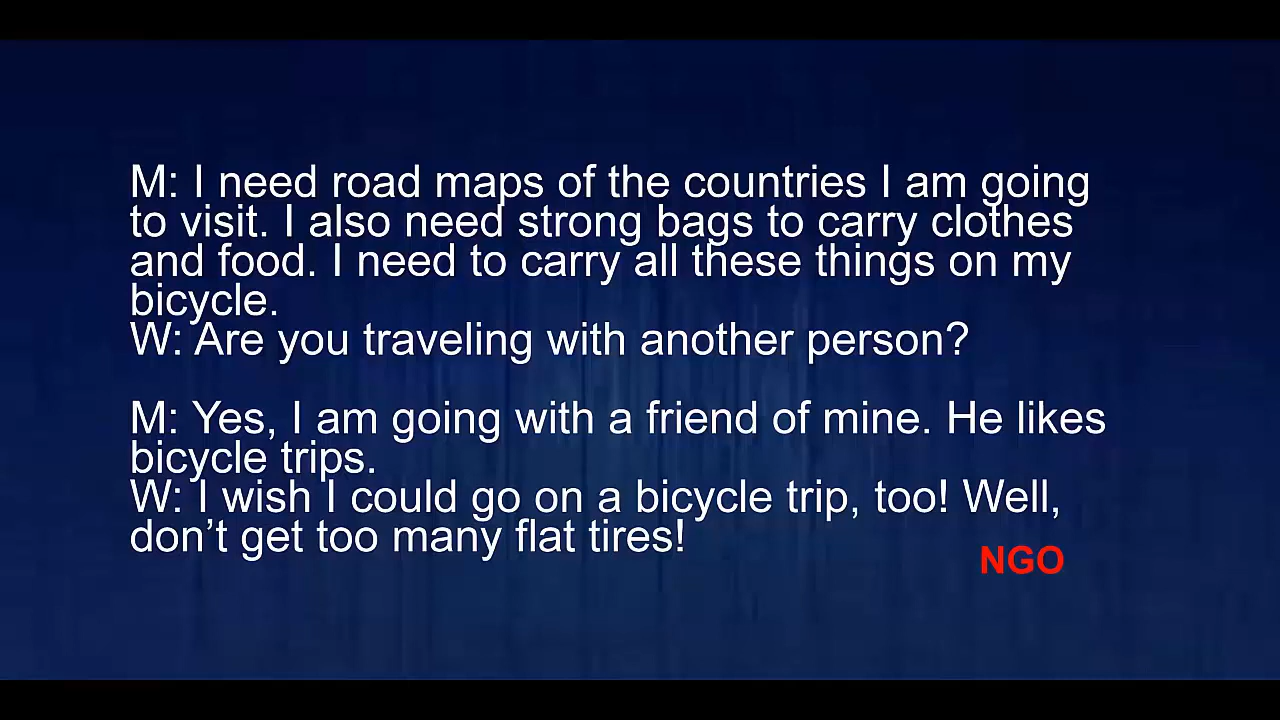 M: I need road maps of the countries I am going
to visit. I also need strong bags to carry clothes
and food. I need to carry all these things on my
bicycle.
W: Are you traveling with another person?
M: Yes, I am going with a friend of mine. He likes
bicycle trips.
W: I wish I could go on a bicycle trip, too! Well,
don’t get too many flat tires!
NGO